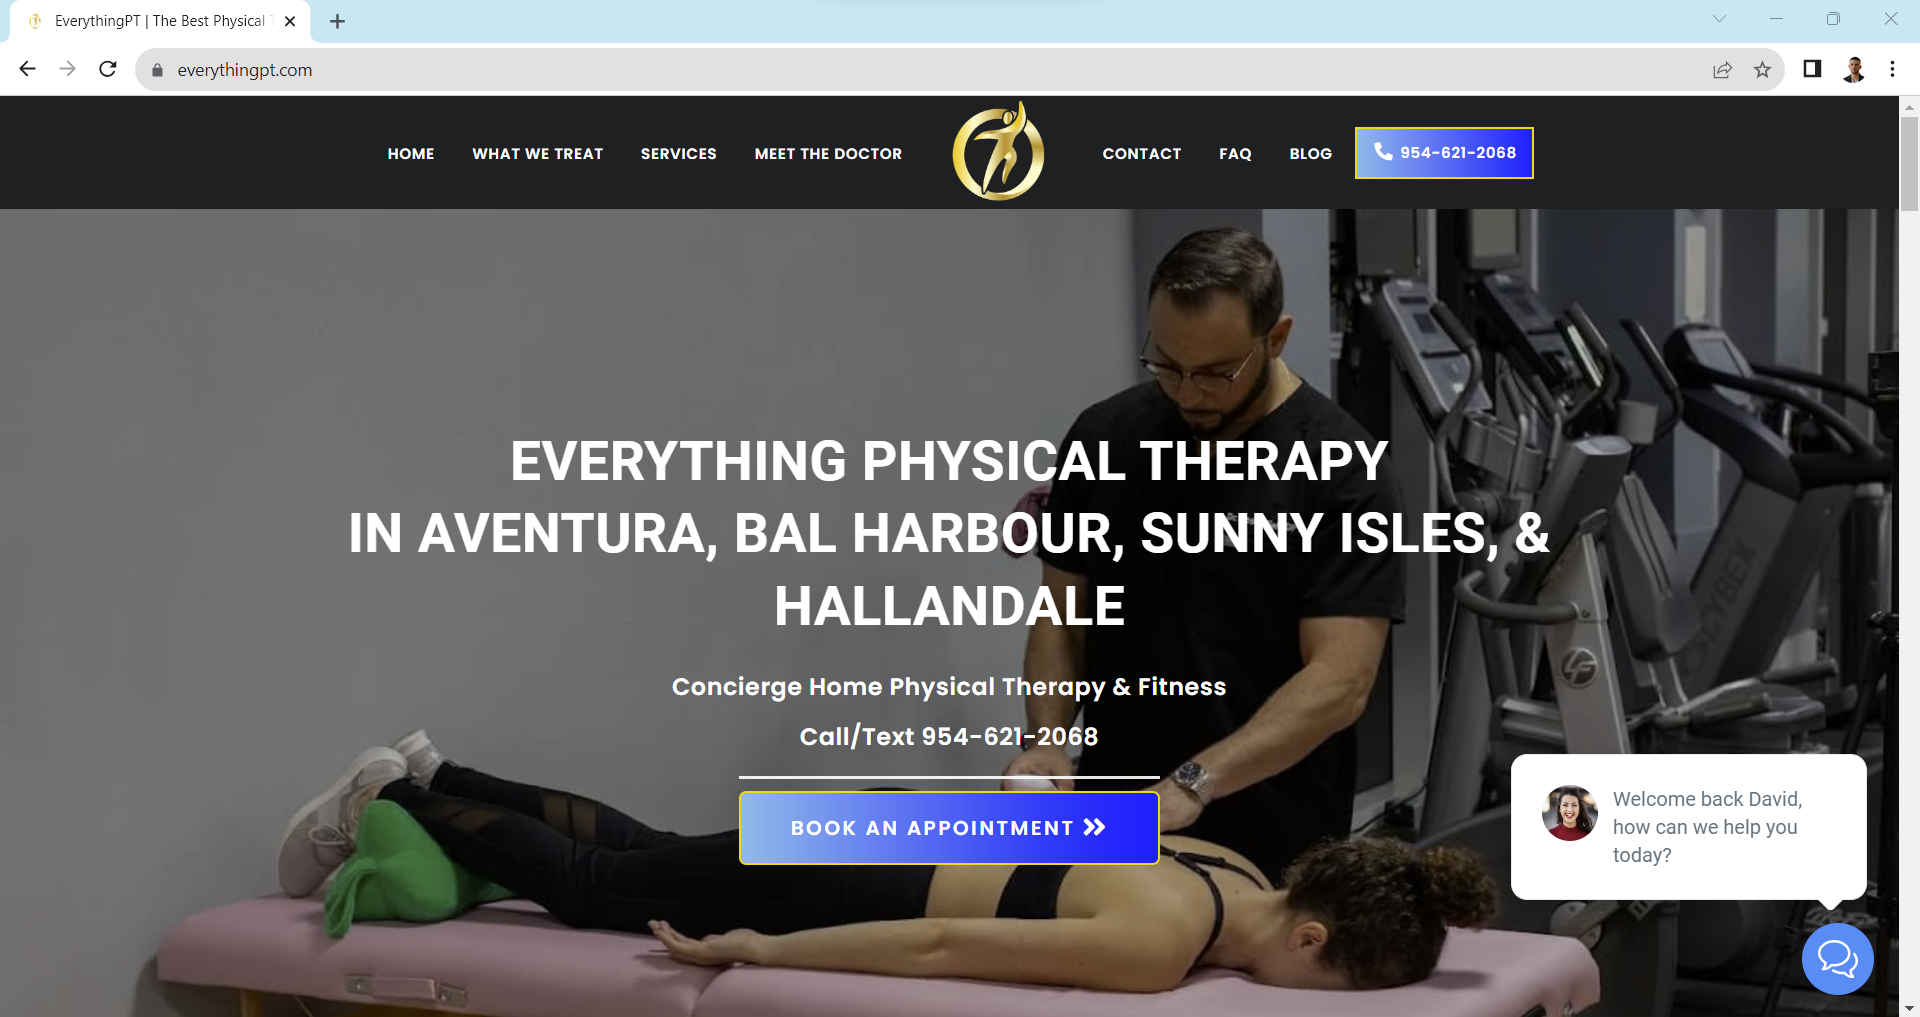 EverythingPT | The Best Physical
everythingpt.com
HOME
WHAT WE TREAT
SERVICES
MEET THE DOCTOR
CONTACT
FAQ
BLOG
954-621-2068
EVERYTHING PHYSICAL THERAPY
IN AVENTURA, BAL HARBOUR, SUNNY ISLES, &
HALLANDALE
Concierge Home Physical Therapy & Fitness
Call/Text 954-621-2068
BOOK AN APPOINTMENT
CYBEX
LF
Welcome back David,
how can we help you
today?